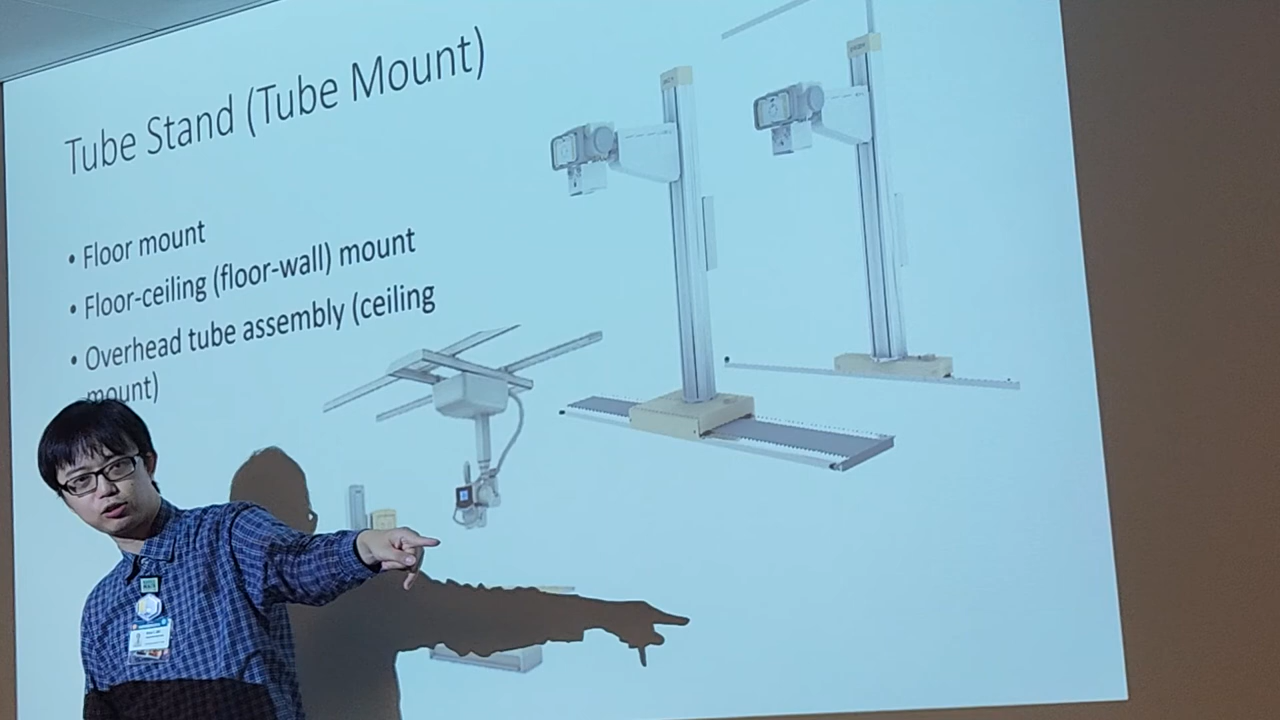 Tube Stand (Tube Mount)
• Floor mount
• Floor-ceiling (floor-wall) mount
• Overhead tube assembly (ceiling
mount)